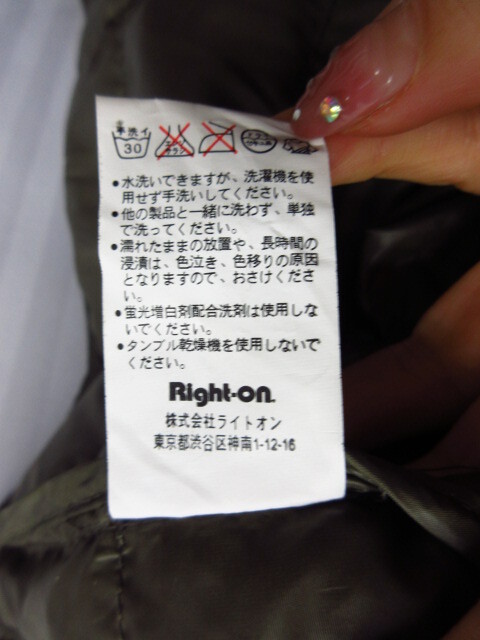 手洗イ
30
●水洗いできますが、洗濯機を使
用せず手洗いしてください。
●他の製品と一緒に洗わず、単独
で洗ってください。
●濡れたままの放置や、長時間の
浸漬は、色泣き、色移りの原因
となりますので、おさけくださ
い。
●蛍光増白剤配合洗剤は使用しな
いでください。
●タンブル乾燥機を使用しないで
ください。
Right-on.
株式会社ライトオン
東京都渋谷区神南1-12-16